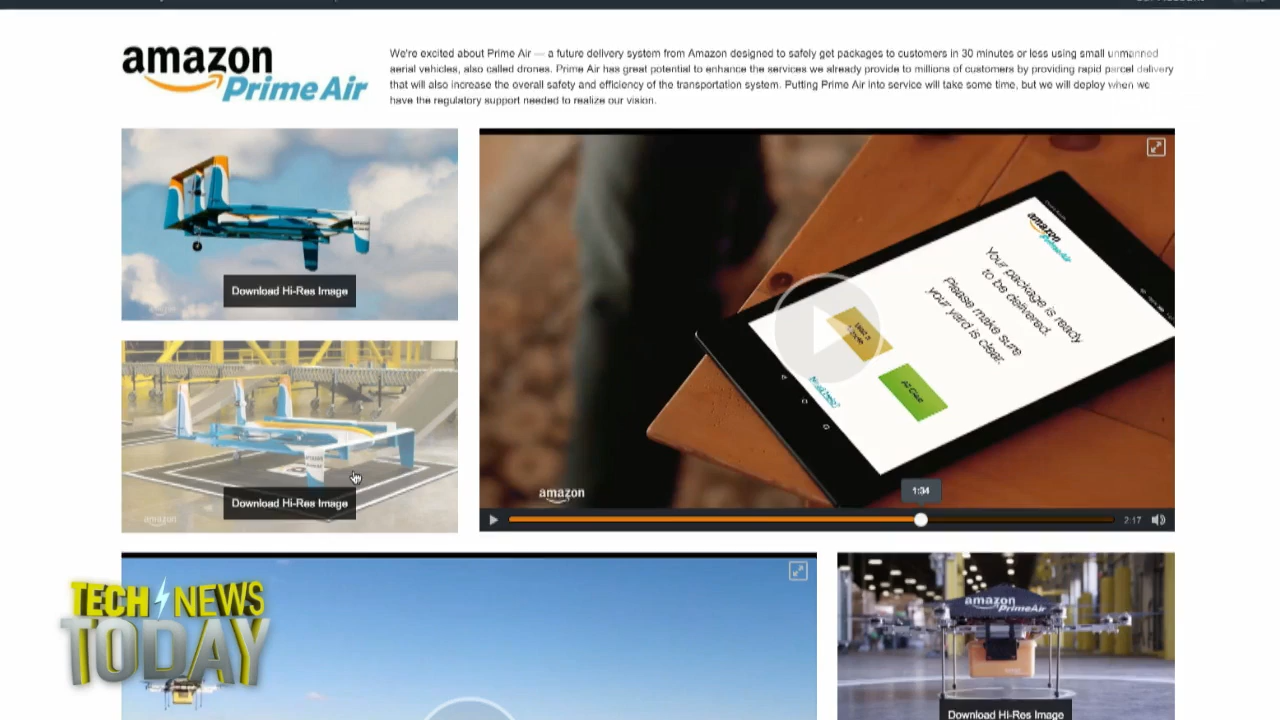 amazon
Prime Air
We're excited about Prime Air — a future delivery system from Amazon designed to safely get packages to customers in 30 minutes or less using small unmanned
aerial vehicles, also called drones. Prime Air has great potential to enhance the services we already provide to millions of customers by providing rapid parcel delivery
that will also increase the overall safety and efficiency of the transportation system. Putting Prime Air into service will take some time, but we will deploy when we
have the regulatory support needed to realize our vision.
Download Hi-Res Image
amazon
PrimeAir
Your package is ready
to be delivered.
Please make sure
your yard is clear.
All Clear
amazon
1:34
2:17
Download Hi-Res Image
amazon
TECH NEWS
TODAY
amazon
PrimeAir
Download Hi-Res Image